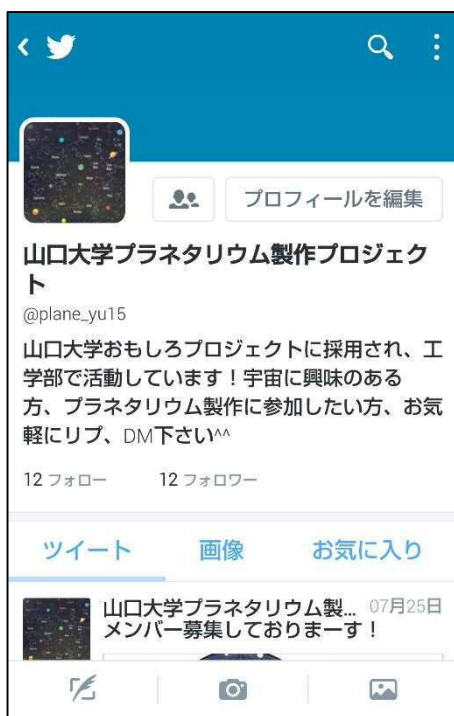 プロフィールを編集
山口大学プラネタリウム製作プロジェク
ト
@plane_yu15
山口大学おもしろプロジェクトに採用され、工
学部で活動しています！宇宙に興味のある
方、プラネタリウム製作に参加したい方、お気
軽にリプ、DM下さい^^
12 フォロー 12 フォロワー
ツイート 画像 お気に入り
山口大学プラネタリウム製... 07月25日
メンバー募集しておりまーす！